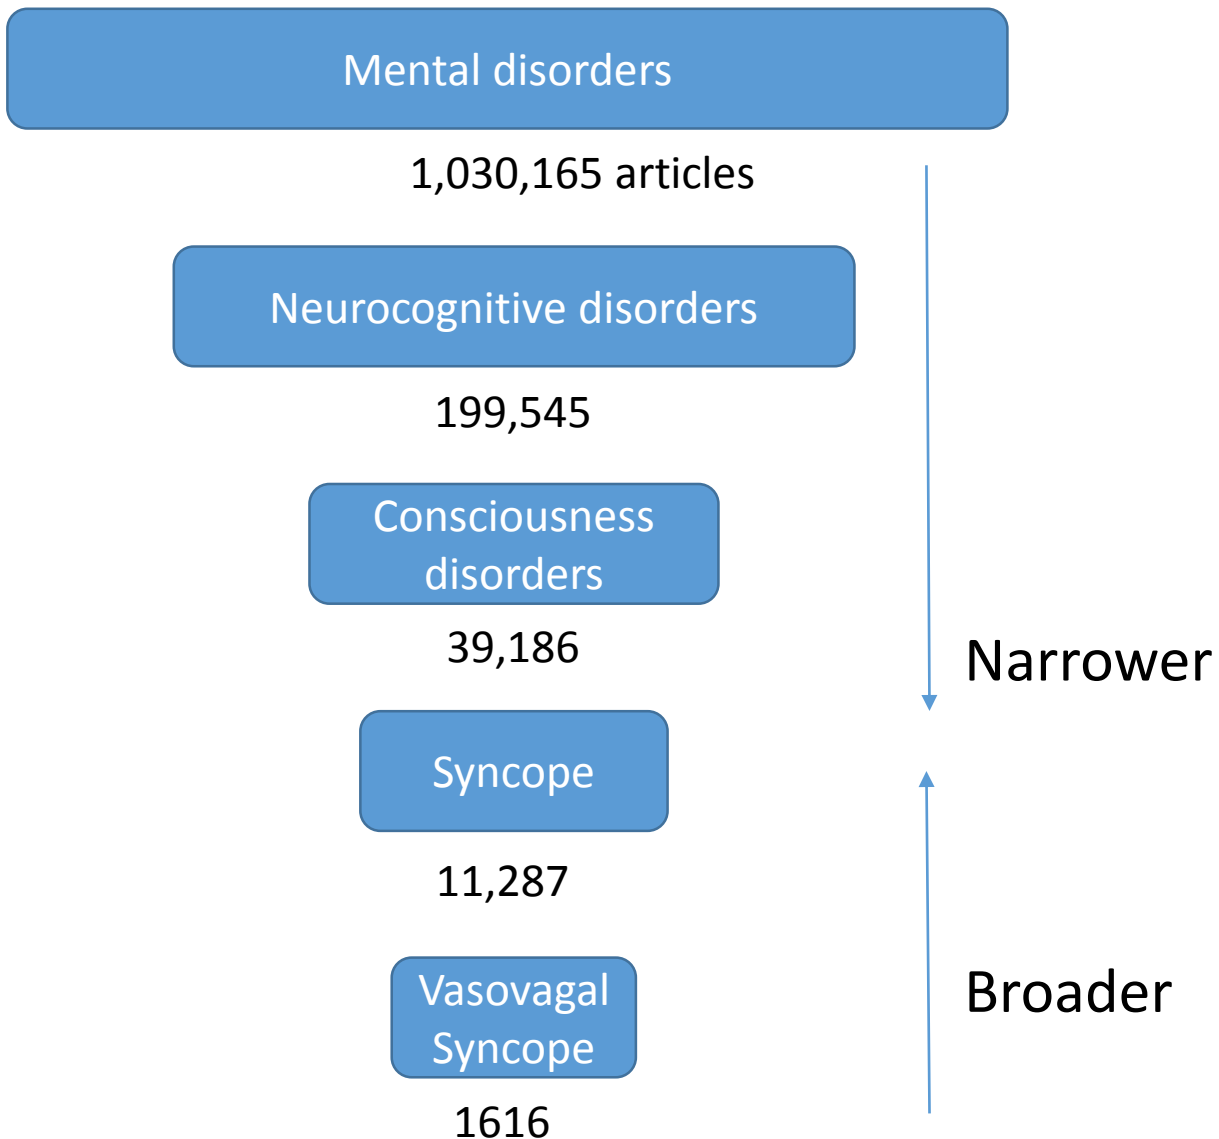 Mental disorders
1,030,165 articles
Neurocognitive disorders
199,545
Consciousness
disorders
39,186
Narrower
Syncope
11,287
Vasovagal
Syncope
Broader
1616